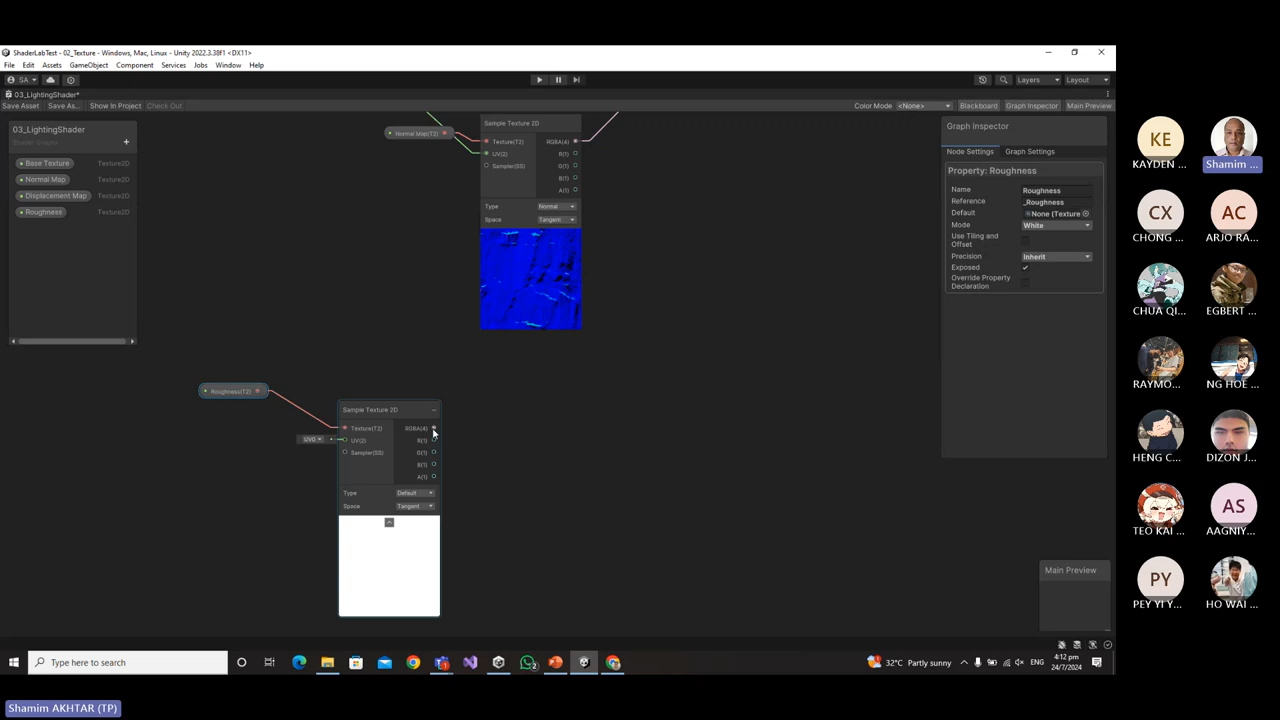 ShaderLabTest - 02_Texture - Windows, Mac, Linux - Unity 2022.3.38f1 <DX11>
File Edit Assets GameObject Component Services Jobs Window Help
SA Layers Layout
03_LightingShader*
Save Asset Save As... Show In Project Check Out Color Mode <None> Blackboard Graph Inspector Main Preview
03_LightingShader
Shader Graphs
Base Texture Texture2D
Normal Map Texture2D
Displacement Map Texture2D
Roughness Texture2D
Normal Map(T2)
Sample Texture 2D
Texture(T2) RGBA(4)
UV(2) R(1)
Sampler(SS) G(1)
B(1)
A(1)
Type Normal
Space Tangent
Roughness(T2)
Sample Texture 2D
Texture(T2) RGBA(4)
UV0 UV(2) R(1)
Sampler(SS) G(1)
B(1)
A(1)
Type Default
Space Tangent
Graph Inspector
Node Settings Graph Settings
Property: Roughness
Name Roughness
Reference _Roughness
Default None (Texture
Mode White
Use Tiling and
Offset
Precision Inherit
Exposed
Override Property
Declaration
Main Preview
Type here to search
2
32°C Partly sunny ENG
4:12 pm
24/7/2024
KE
KAYDEN ...
Shamim ...
CX
CHONG ...
AC
ARJO RA...
CHUA QI...
EGBERT ...
RAYMO...
NG HOE ...
HENG C...
DIZON J...
TEO KAI ...
AS
AAGNIY...
PY
PEY YI Y...
HO WAI ...
Shamim AKHTAR (TP)